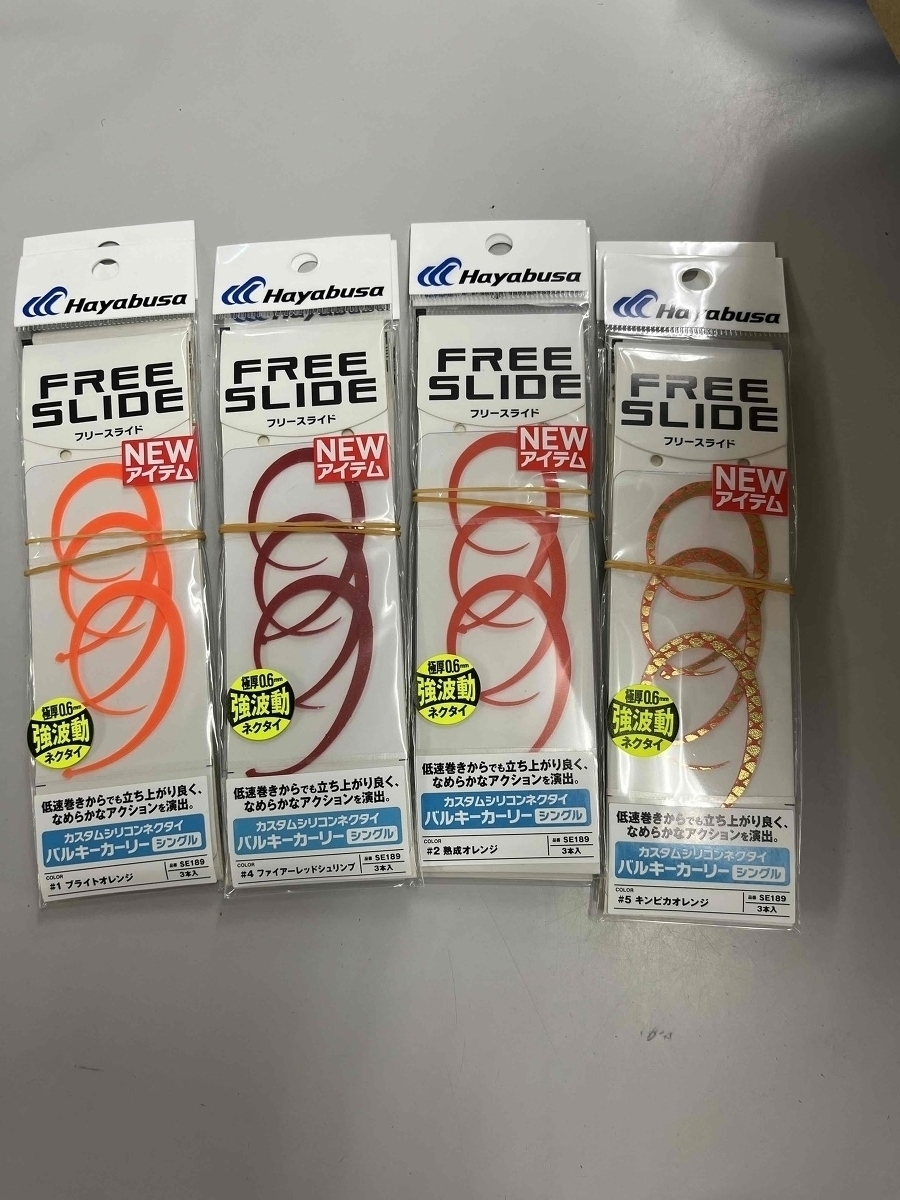 Hayabusa
FREE
SLIDE
フリースライド
NEW
アイテム
極厚0.6mm
強波動
ネクタイ
低速巻きからでも立ち上がり良く、
なめらかなアクションを演出。
カスタムシリコンネクタイ
バルキーカーリー シングル
COLOR
#1 ブライトオレンジ
品番 SE189
3本入
Hayabusa
Hayabusa
FREE
SLIDE
フリースライド
NEW
アイテム
極厚0.6mm
強波動
ネクタイ
低速巻きからでも立ち上がり良く、
なめらかなアクションを演出。
カスタムシリコンネクタイ
バルキーカーリー シングル
COLOR
#4 ファイアーレッドシュリンプ
品番 SE189
3本入
Hayabusa
FREE
SLIDE
フリースライド
NEW
アイテム
極厚0.6mm
強波動
ネクタイ
低速巻きからでも立ち上がり良く、
なめらかなアクションを演出。
カスタムシリコンネクタイ
バルキーカーリー シングル
COLOR
#2 熟成オレンジ
品番 SE189
3本入
Hayabusa
FREE
SLIDE
フリースライド
NEW
アイテム
極厚0.6mm
強波動
ネクタイ
低速巻きからでも立ち上がり良く、
なめらかなアクションを演出。
カスタムシリコンネクタイ
バルキーカーリー シングル
COLOR
#5 キンピカオレンジ
品番 SE189
3本入